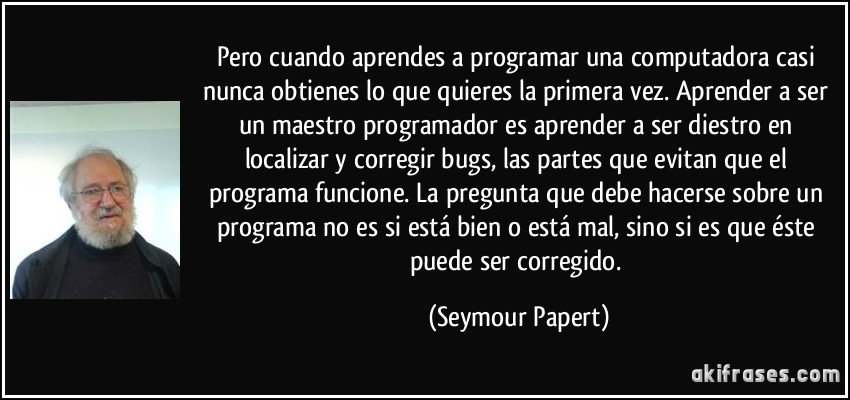 Pero cuando aprendes a programar una computadora casi
nunca obtienes lo que quieres la primera vez. Aprender a ser
un maestro programador es aprender a ser diestro en
localizar y corregir bugs, las partes que evitan que el
programa funcione. La pregunta que debe hacerse sobre un
programa no es si está bien o está mal, sino si es que éste
puede ser corregido.
(Seymour Papert)
akifrases.com